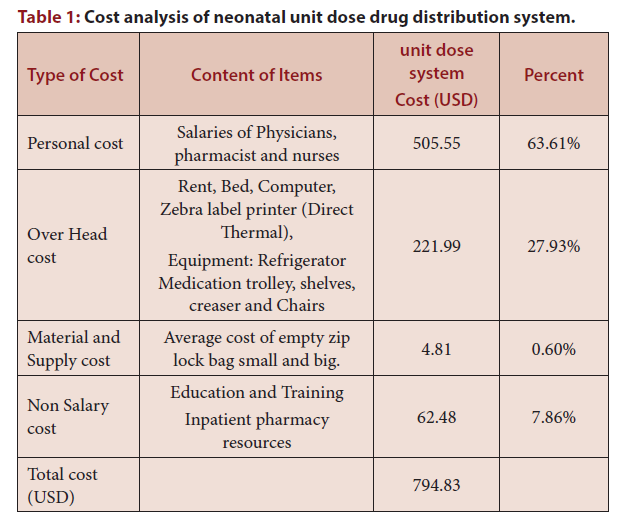 Table 1: Cost analysis of neonatal unit dose drug distribution system.
Type of Cost
Content of Items
unit dose
system
Cost (USD)
Percent
Personal cost
Salaries of Physicians,
pharmacist and nurses
505.55
63.61%
Over Head
cost
Rent, Bed, Computer,
Zebra label printer (Direct
Thermal),
Equipment: Refrigerator
Medication trolley, shelves,
creaser and Chairs
221.99
27.93%
Material and
Supply cost
Average cost of empty zip
lock bag small and big.
4.81
0.60%
Non Salary
cost
Education and Training
Inpatient pharmacy
resources
62.48
7.86%
Total cost
(USD)
794.83